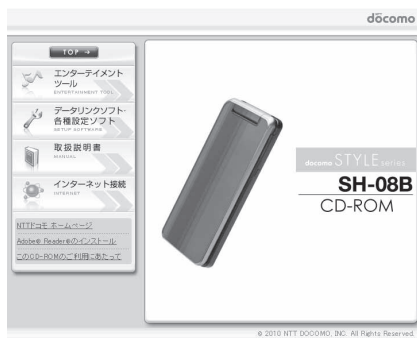 döcomo
TOP →
エンターテイメント
ツール
ENTERTAINMENT TOOL
データリンクソフト・
各種設定ソフト
SETUP SOFTWARE
取扱説明書
MANUAL
インターネット接続
INTERNET
NTTドコモ ホームページ
Adobe® Reader®のインストール
このCD-ROMのご利用にあたって
docomo STYLE series
SH-08B
CD-ROM
© 2010 NTT DOCOMO, INC. All Rights Reserved.